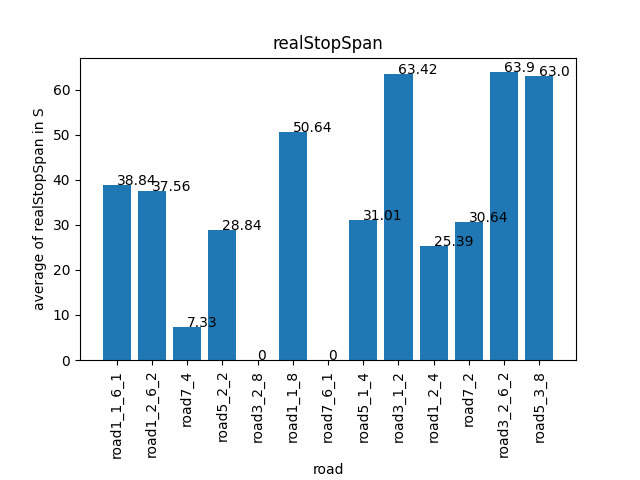 realStopSpan
average of realStopSpan in S
60
50
40
30
20
10
0
38.84
37.56
7.33
28.84
0
50.64
0
31.01
63.42
25.39
30.64
63.9
63.0
road1_1_6_1
road1_2_6_2
road7_4
road5_2_2
road3_2_8
road1_1_8
road7_6_1
road5_1_4
road3_1_2
road1_2_4
road7_2
road3_2_6_2
road5_3_8
road